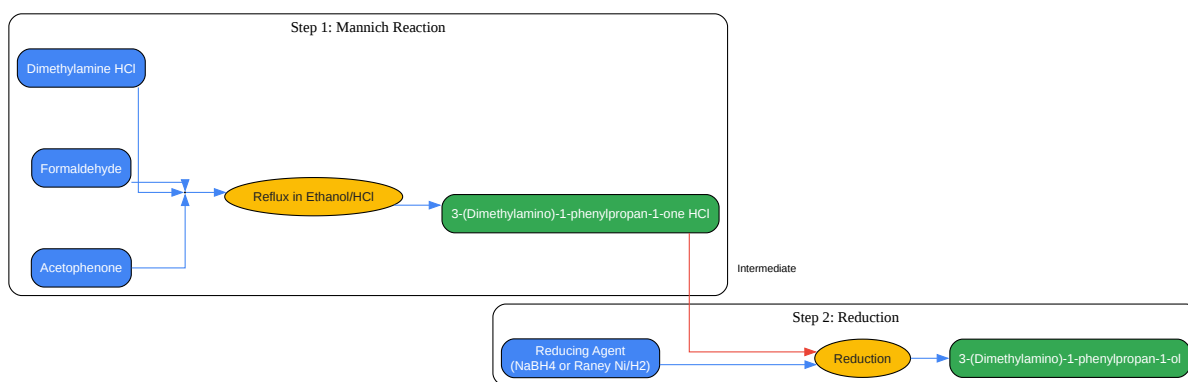 Step 1: Mannich Reaction
Dimethylamine HCl
Formaldehyde
Reflux in Ethanol/HCl
3-(Dimethylamino)-1-phenylpropan-1-one HCl
Acetophenone
Intermediate
Step 2: Reduction
Reducing Agent
(NaBH4 or Raney Ni/H2)
Reduction
3-(Dimethylamino)-1-phenylpropan-1-ol